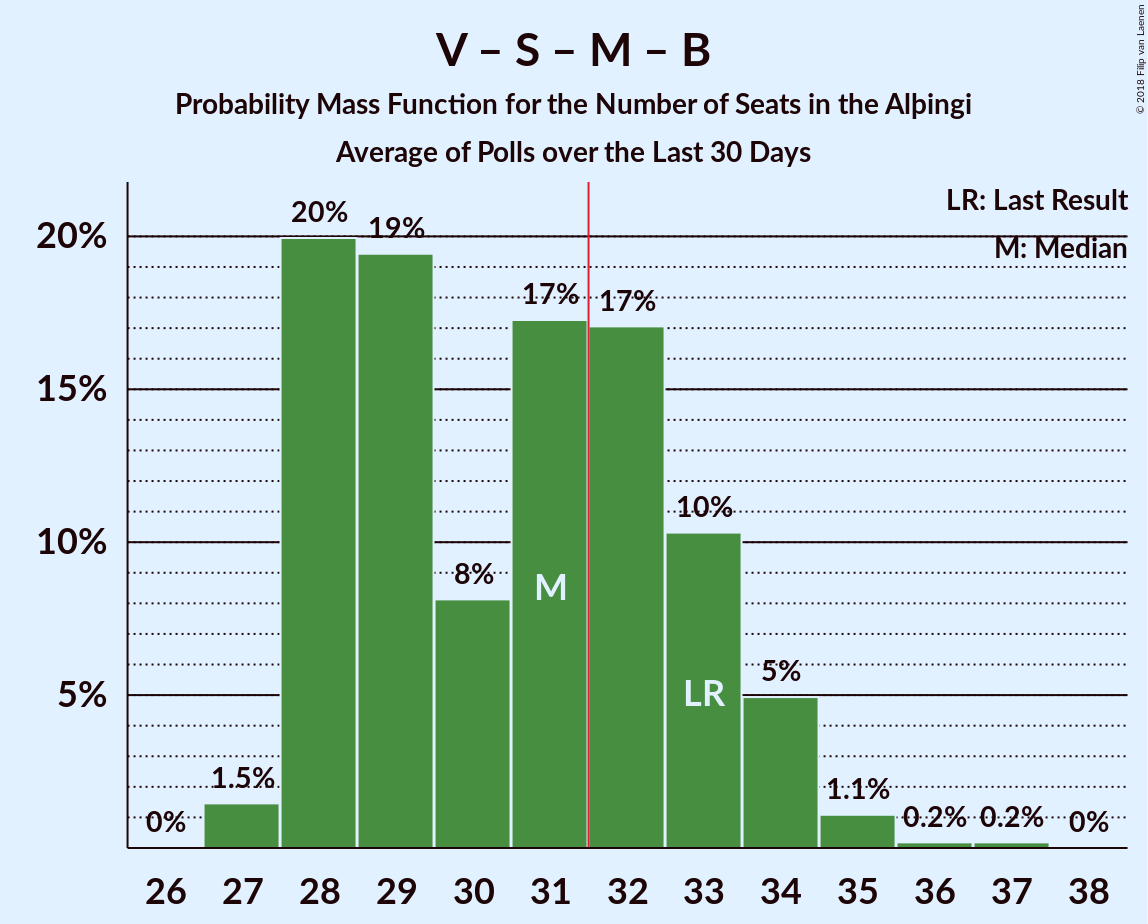 V – S – M – B
Probability Mass Function for the Number of Seats in the Alþingi
Average of Polls over the Last 30 Days
© 2018 Filip van Laenen
LR: Last Result
M: Median
20%
15%
10%
5%
0%
1.5%
20%
19%
8%
17%
17%
10%
5%
1.1%
0.2%
0.2%
0%
M
LR
26 27 28 29 30 31 32 33 34 35 36 37 38